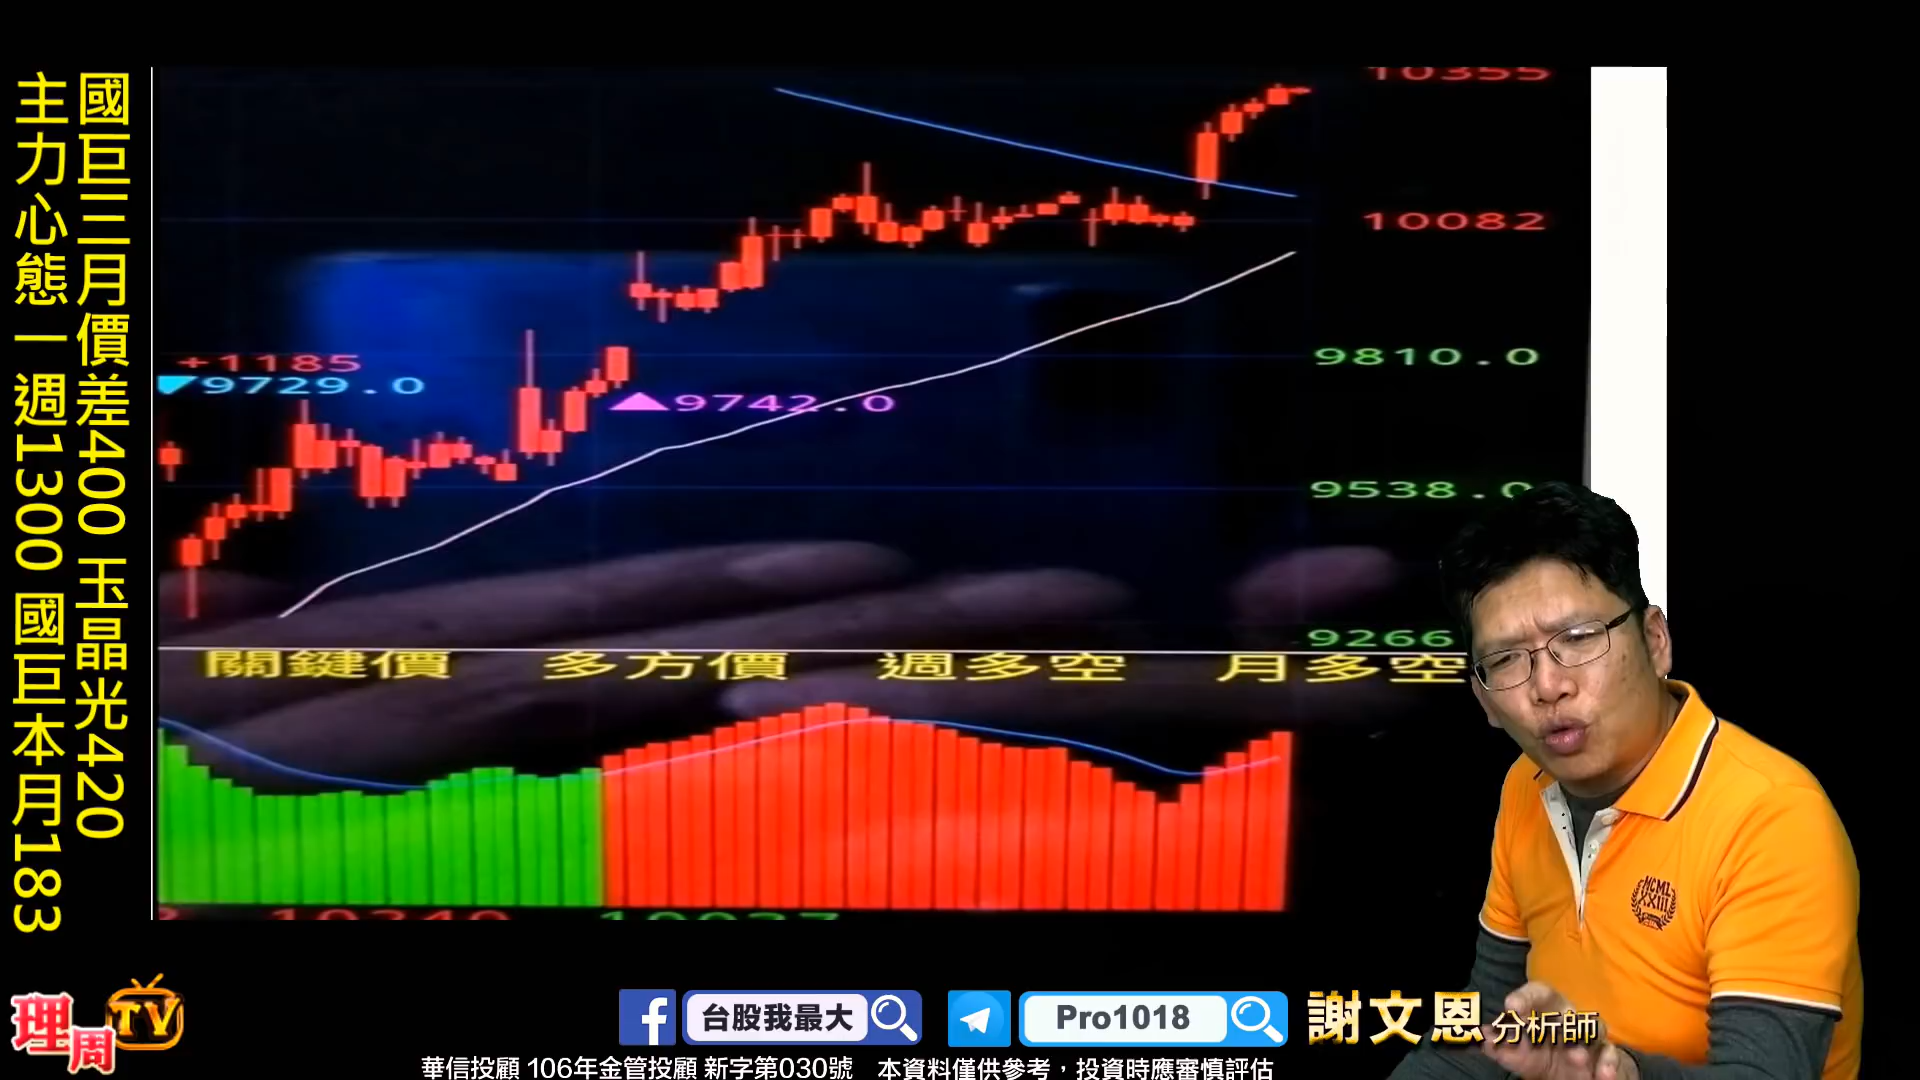 國巨三月價差400 玉晶光420
主力心態一週1300 國巨本月183
10355
10082
+1185
9729.0
9742.0
9810.0
9538.0
9266
關鍵價 多方價 週多空 月多空
MCML
XXIII
理周TV
台股我最大
Pro1018
謝文恩 分析師
華信投顧 106年金管投顧 新字第030號 本資料僅供參考，投資時應審慎評估